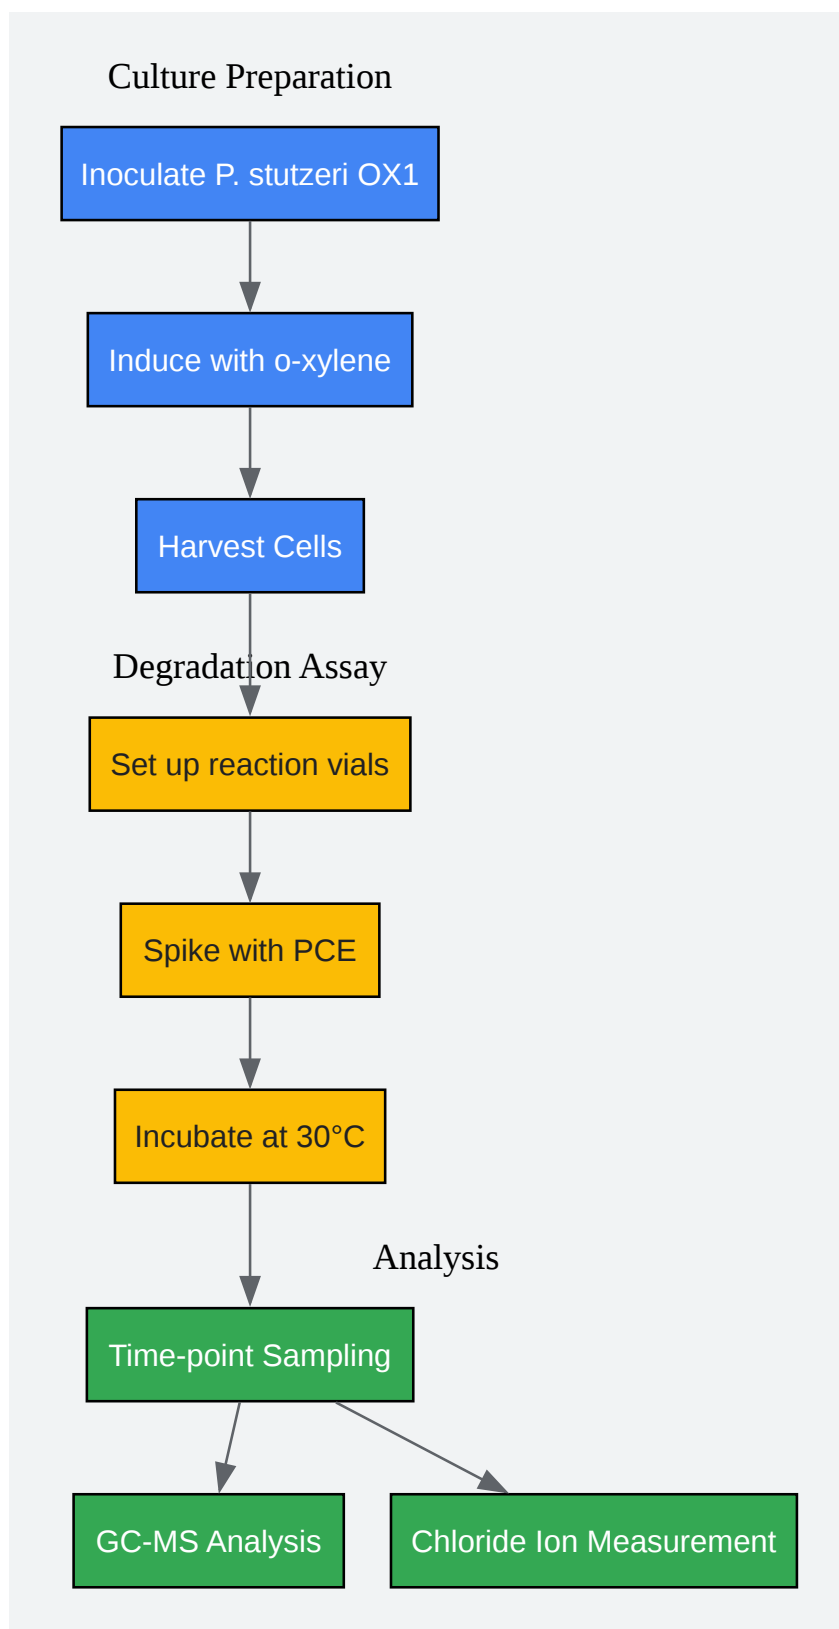 Culture Preparation
Inoculate P. stutzeri OX1
Induce with o-xylene
Harvest Cells
Degradation Assay
Set up reaction vials
Spike with PCE
Incubate at 30°C
Analysis
Time-point Sampling
GC-MS Analysis
Chloride Ion Measurement